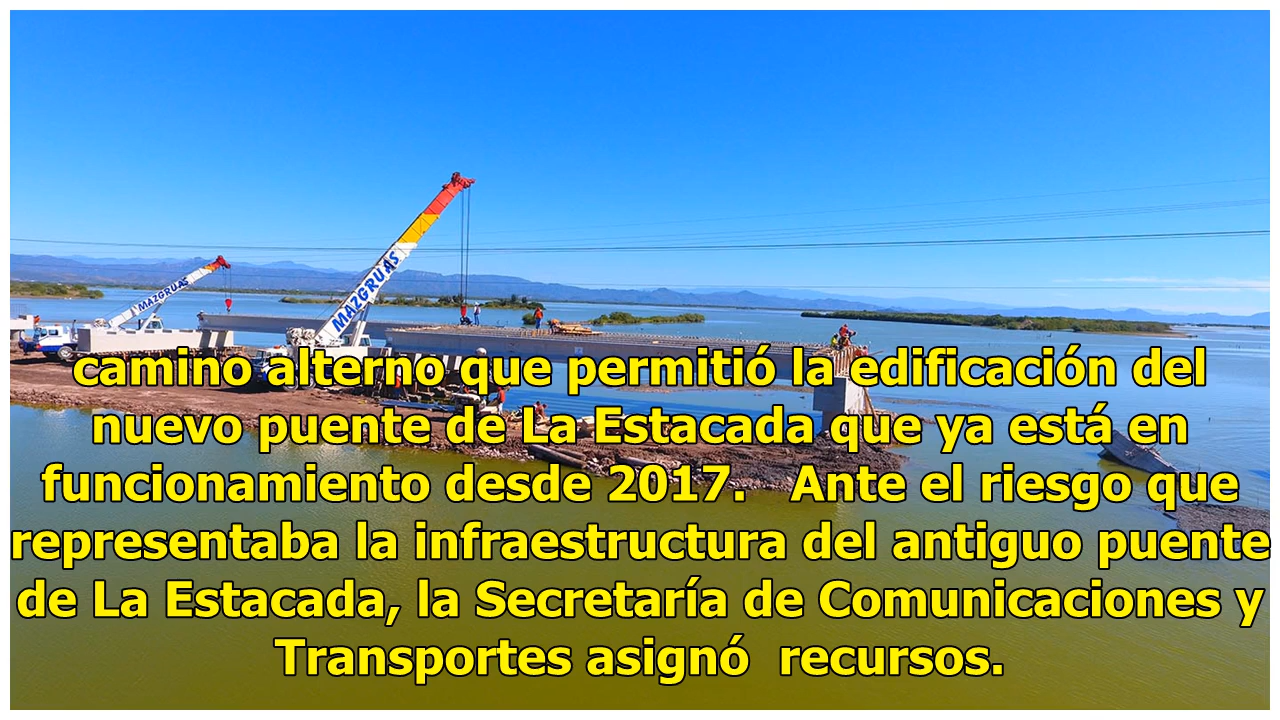 MAZGRUAS
MAZGRUAS
camino alterno que permitió la edificación del
nuevo puente de La Estacada que ya está en
funcionamiento desde 2017.   Ante el riesgo que
representaba la infraestructura del antiguo puente
de La Estacada, la Secretaría de Comunicaciones y
Transportes asignó  recursos.